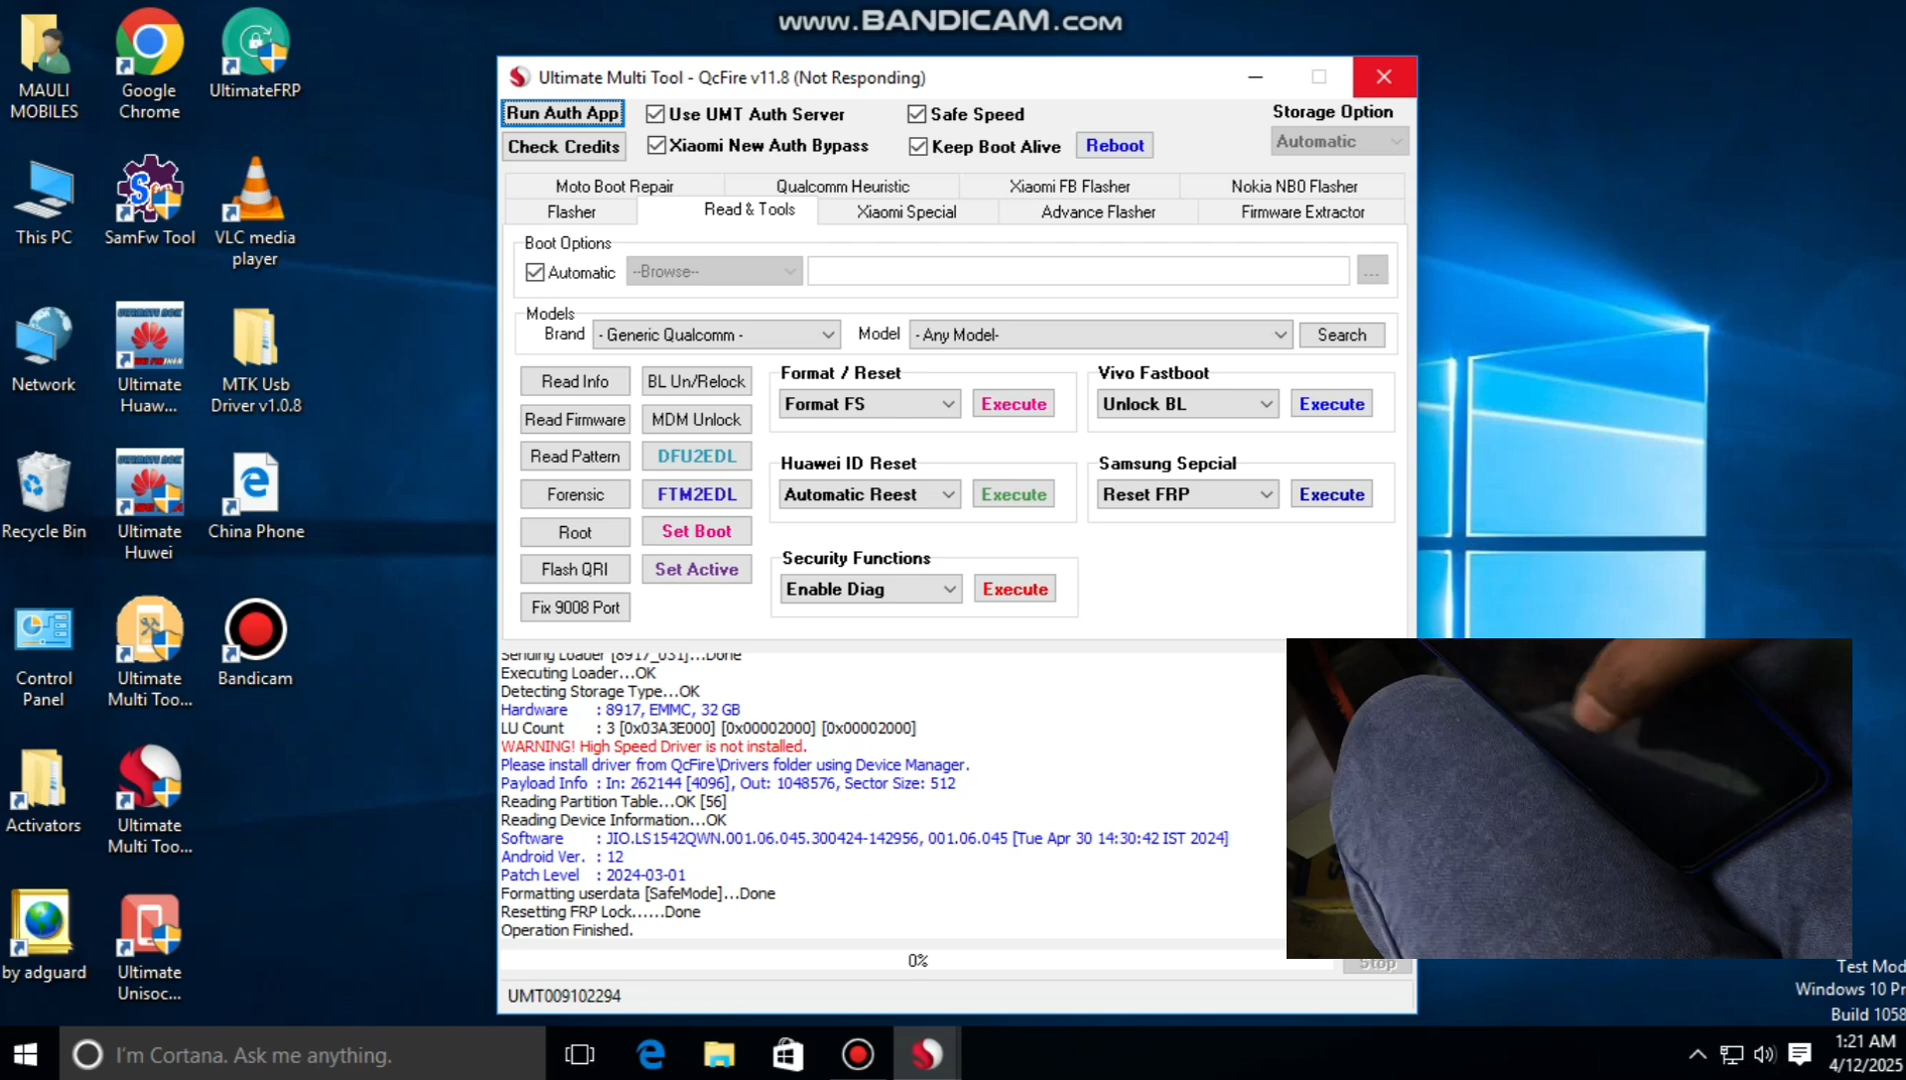 www.BANDICAM.com
MAULI MOBILES
Google Chrome
UltimateFRP
This PC
SamFw Tool
VLC media player
Network
Ultimate Huaw...
MTK Usb Driver v1.0.8
Recycle Bin
Ultimate Huwei
China Phone
Control Panel
Ultimate Multi Too...
Bandicam
Activators
Ultimate Multi Too...
by adguard
Ultimate Unisoc...
Ultimate Multi Tool - QcFire v11.8 (Not Responding)
Run Auth App
Use UMT Auth Server
Safe Speed
Storage Option
Check Credits
Xiaomi New Auth Bypass
Keep Boot Alive
Reboot
Automatic
Moto Boot Repair
Qualcomm Heuristic
Xiaomi FB Flasher
Nokia NB0 Flasher
Flasher
Read & Tools
Xiaomi Special
Advance Flasher
Firmware Extractor
Boot Options
Automatic
--Browse--
...
Models
Brand
- Generic Qualcomm -
Model
- Any Model-
Search
Read Info
BL Un/Relock
Format / Reset
Vivo Fastboot
Format FS
Execute
Unlock BL
Execute
Read Firmware
MDM Unlock
Read Pattern
DFU2EDL
Huawei ID Reset
Samsung Sepcial
Forensic
FTM2EDL
Automatic Reest
Execute
Reset FRP
Execute
Root
Set Boot
Flash QRI
Set Active
Security Functions
Enable Diag
Execute
Fix 9008 Port
Sending Loader [8917_031]...Done
Executing Loader...OK
Detecting Storage Type...OK
Hardware : 8917, EMMC, 32 GB
LU Count : 3 [0x03A3E000] [0x00002000] [0x00002000]
WARNING! High Speed Driver is not installed.
Please install driver from QcFire\Drivers folder using Device Manager.
Payload Info : In: 262144 [4096], Out: 1048576, Sector Size: 512
Reading Partition Table...OK [56]
Reading Device Information...OK
Software : JIO.LS1542QWN.001.06.045.300424-142956, 001.06.045 [Tue Apr 30 14:30:42 IST 2024]
Android Ver. : 12
Patch Level : 2024-03-01
Formatting userdata [SafeMode]...Done
Resetting FRP Lock......Done
Operation Finished.
0%
Stop
UMT009102294
Test Mod
Windows 10 Pr
Build 1058
I'm Cortana. Ask me anything.
1:21 AM
4/12/2025